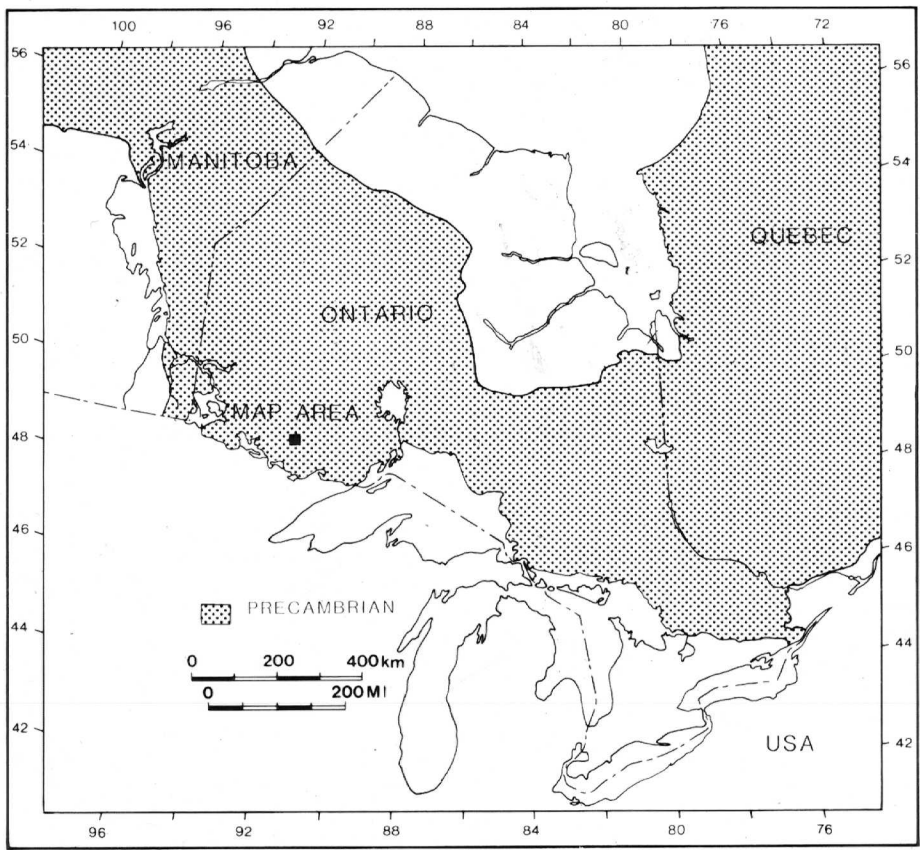 100 96 92 88 84 80 72
56 56
54 54
MANITOBA
QUEBEC
52 52
ONTARIO
50 50
MAP AREA
48 48
46 46
PRECAMBRIAN
44 44
0 200 400km
0 200MI
42 42
USA
96 92 88 84 80 76